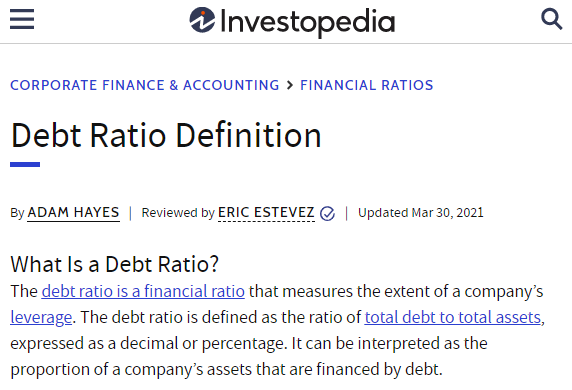 Investopedia
CORPORATE FINANCE & ACCOUNTING > FINANCIAL RATIOS
Debt Ratio Definition
By ADAM HAYES | Reviewed by ERIC ESTEVEZ | Updated Mar 30, 2021
What Is a Debt Ratio?
The debt ratio is a financial ratio that measures the extent of a company’s
leverage. The debt ratio is defined as the ratio of total debt to total assets,
expressed as a decimal or percentage. It can be interpreted as the
proportion of a company’s assets that are financed by debt.